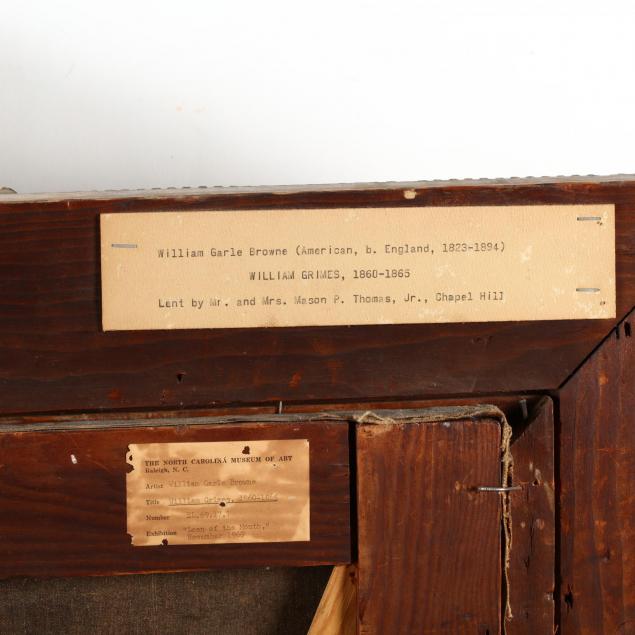 William Garle Browne (American, b. England, 1823-1894)
WILLIAM GRIMES, 1860-1865
Lent by Mr. and Mrs. Mason P. Thomas, Jr., Chapel Hill
THE NORTH CAROLINA MUSEUM OF ART
Raleigh, N. C.
Artist William Garle Browne
Title William Grimes, 1860-1865
Number
Exhibition "Loan of the Month,"
November 1969